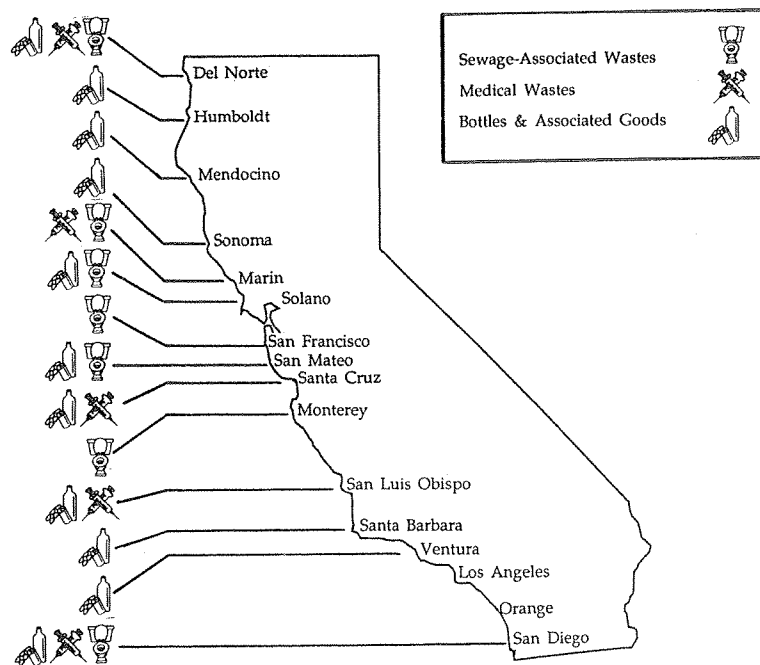 Sewage-Associated Wastes
Medical Wastes
Bottles & Associated Goods
Del Norte
Humboldt
Mendocino
Sonoma
Marin
Solano
San Francisco
San Mateo
Santa Cruz
Monterey
San Luis Obispo
Santa Barbara
Ventura
Los Angeles
Orange
San Diego